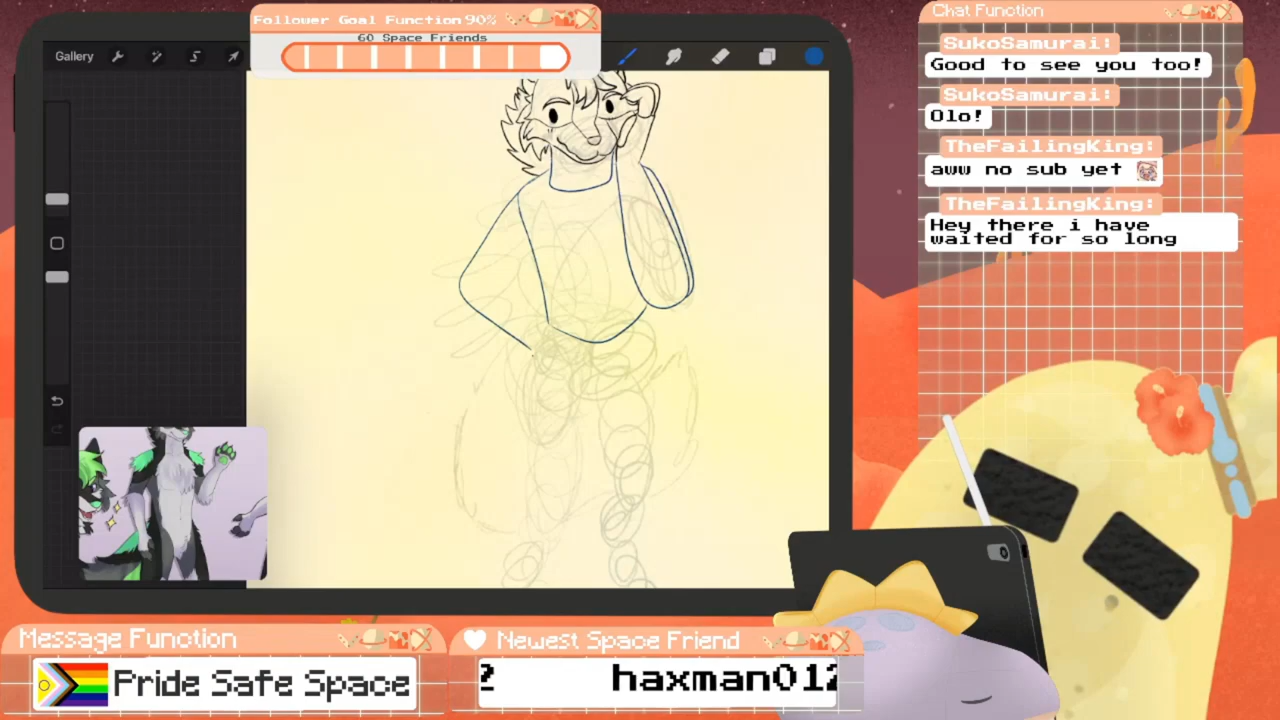 Follower Goal Function 90%
60 Space Friends
Gallery
Chat Function
SukoSamurai:
Good to see you too!
SukoSamurai:
Olo!
TheFailingKing:
aww no sub yet
TheFailingKing:
Hey there i have
waited for so long
Message Function
Pride Safe Space
Newest Space Friend
haxman012